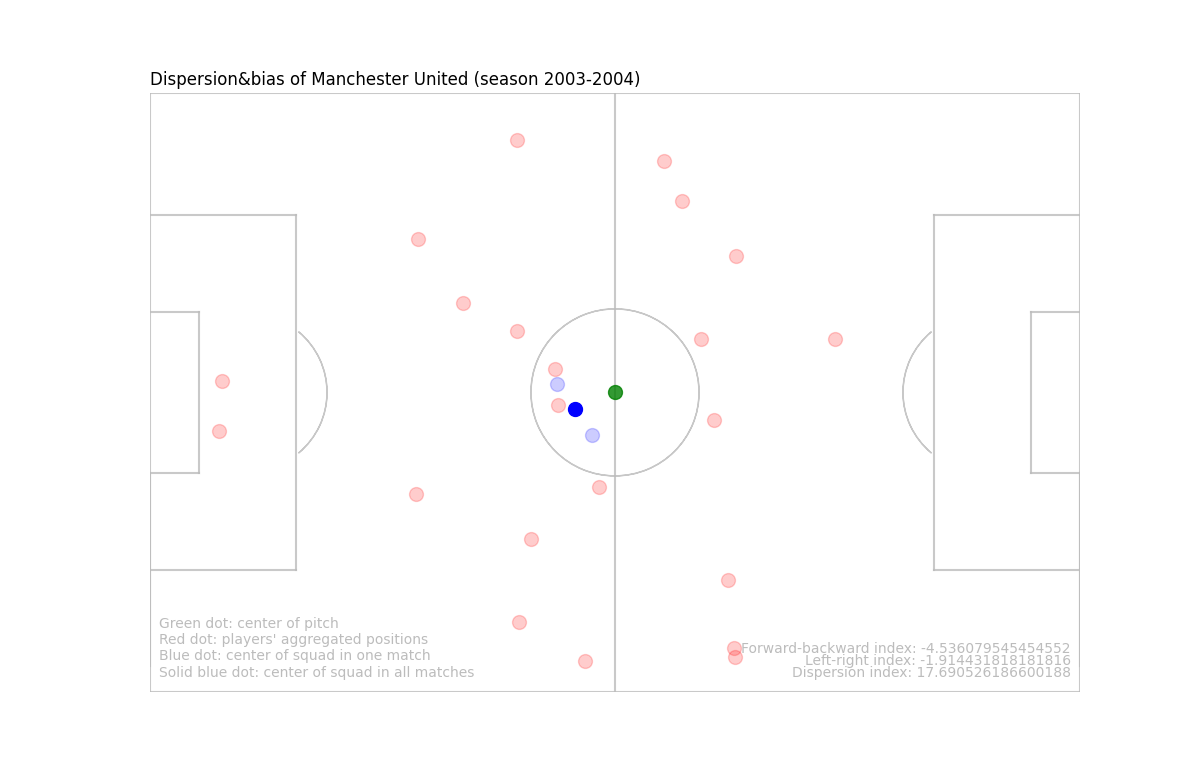 Dispersion&bias of Manchester United (season 2003-2004)
Green dot: center of pitch
Red dot: players' aggregated positions
Blue dot: center of squad in one match
Solid blue dot: center of squad in all matches
Forward-backward index: -4.536079545454552
Left-right index: -1.914431818181816
Dispersion index: 17.690526186600188